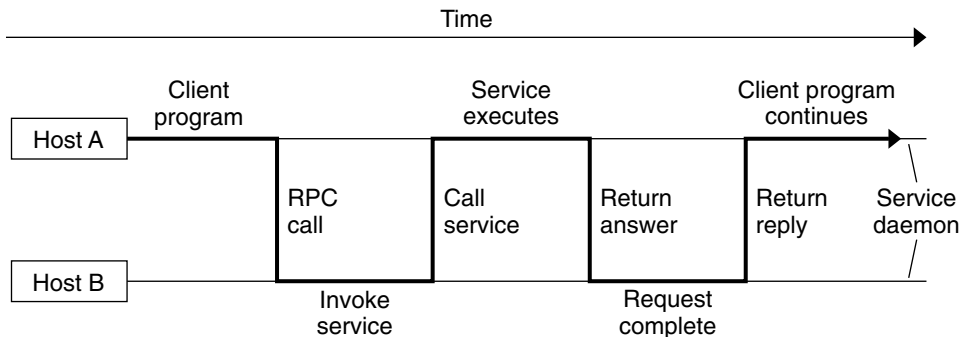 Time
Client
program
Service
executes
Client program
continues
Host A
RPC
call
Call
service
Return
answer
Return
reply
Service
daemon
Host B
Invoke
service
Request
complete